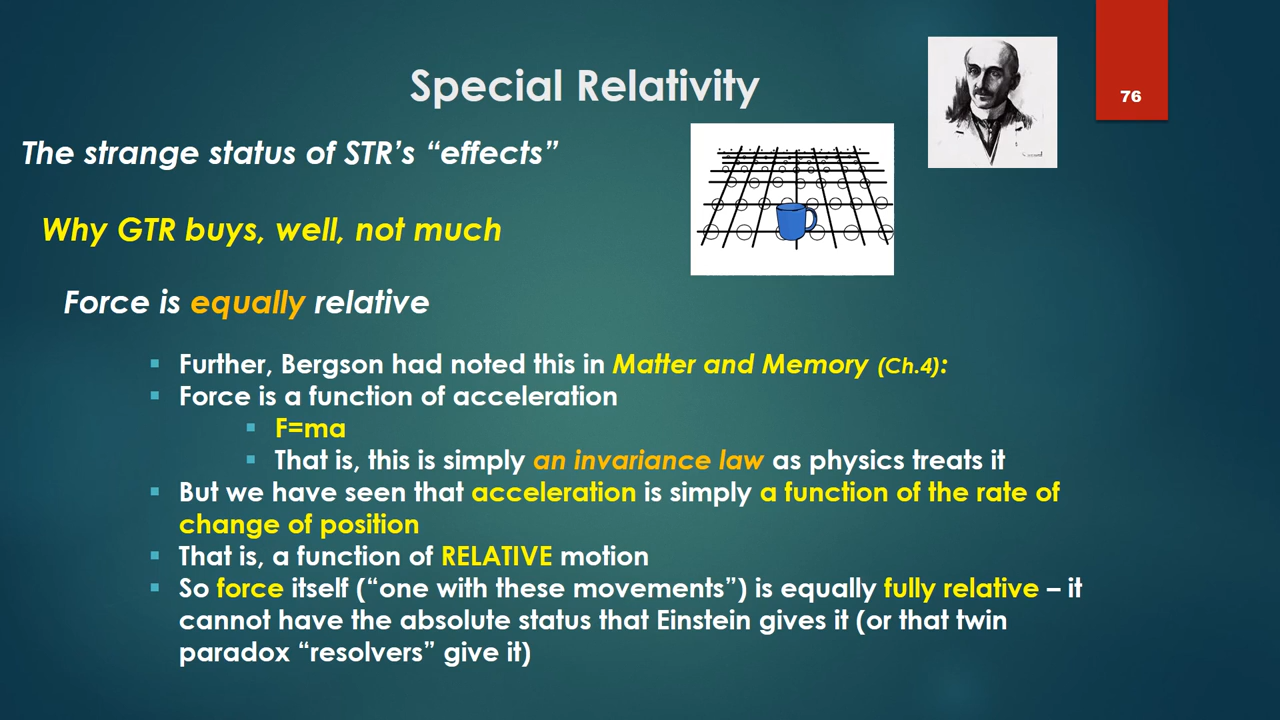 Special Relativity
76
The strange status of STR’s “effects”
Why GTR buys, well, not much
Force is equally relative
Further, Bergson had noted this in Matter and Memory (Ch.4):
Force is a function of acceleration
F=ma
That is, this is simply an invariance law as physics treats it
But we have seen that acceleration is simply a function of the rate of
change of position
That is, a function of RELATIVE motion
So force itself (“one with these movements”) is equally fully relative – it
cannot have the absolute status that Einstein gives it (or that twin
paradox “resolvers” give it)